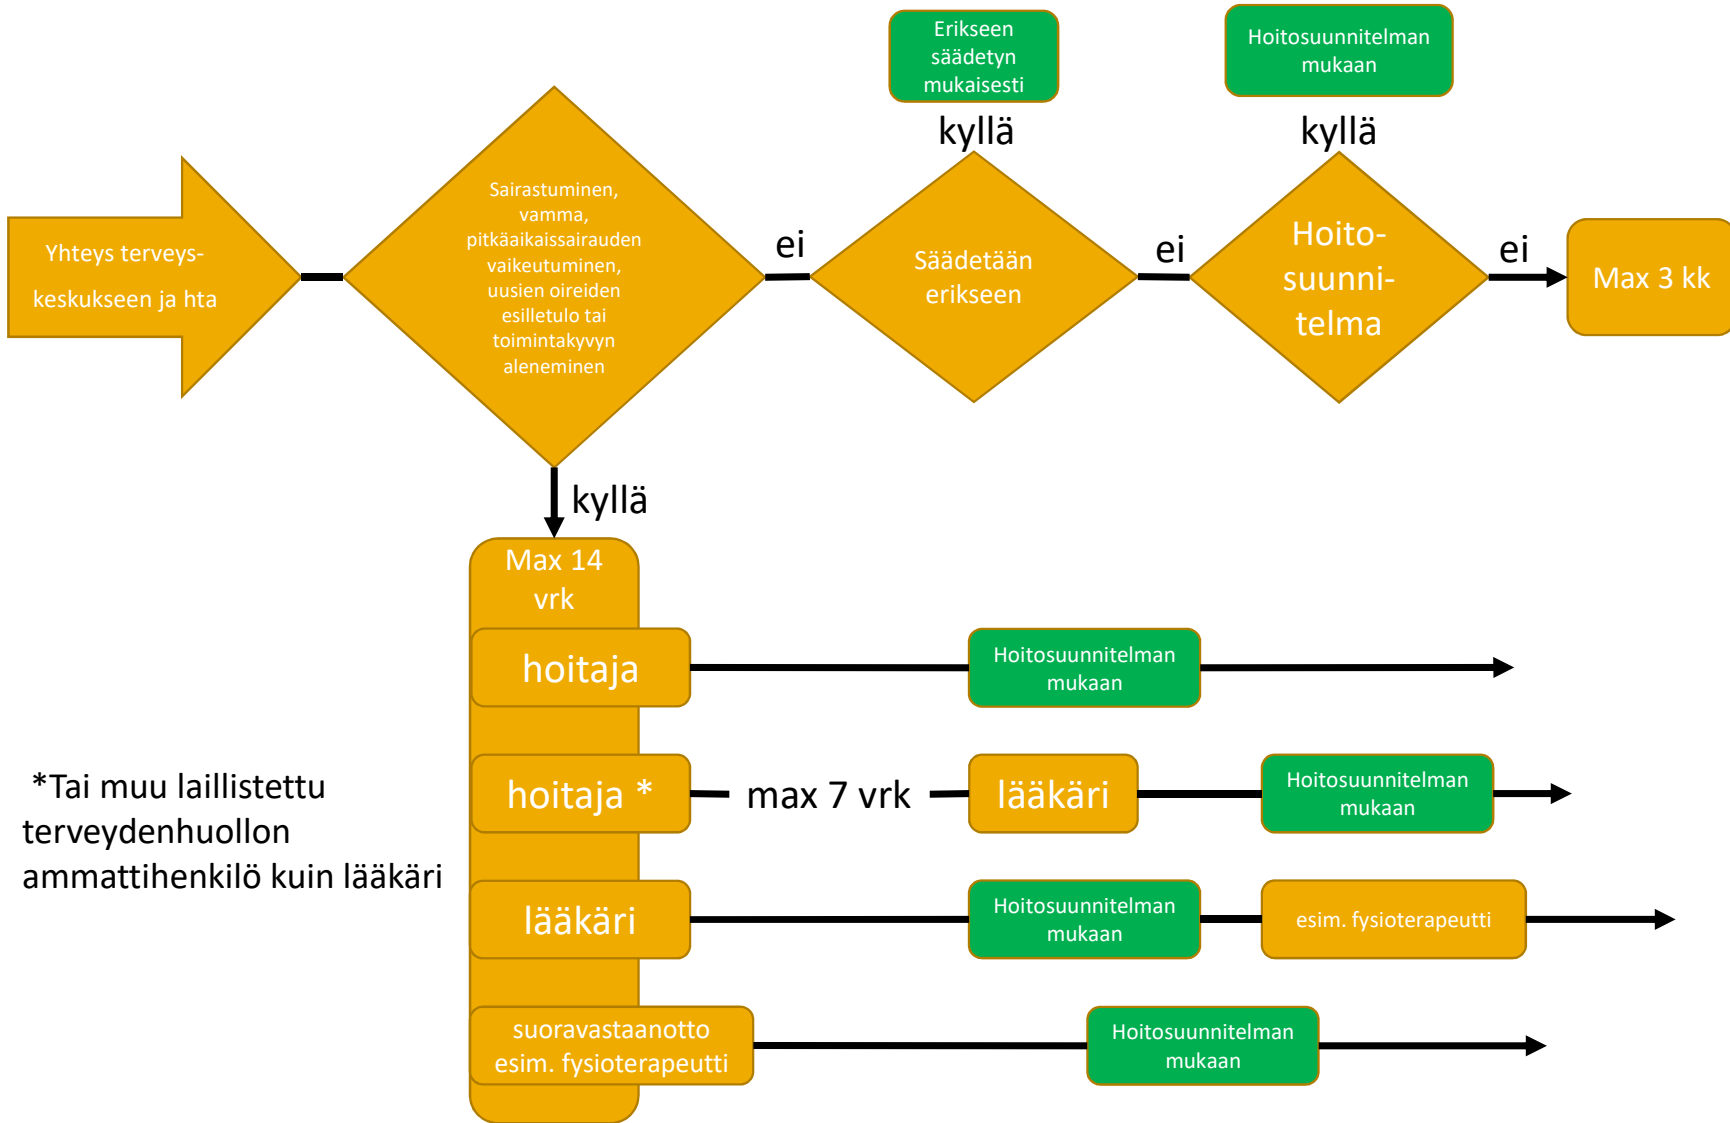 Erikseen
säädetyn
mukaisesti
Hoitosuunnitelman
mukaan
kyllä
kyllä
Yhteys terveys-
keskukseen ja hta
Sairastuminen,
vamma,
pitkäaikaissairauden
vaikeutuminen,
uusien oireiden
esilletulo tai
toimintakyvyn
aleneminen
ei
Säädetään
erikseen
ei
Hoito-
suunni-
telma
ei
Max 3 kk
kyllä
Max 14
vrk
hoitaja
Hoitosuunnitelman
mukaan
hoitaja *
max 7 vrk
lääkäri
Hoitosuunnitelman
mukaan
*Tai muu laillistettu
terveydenhuollon
ammattihenkilö kuin lääkäri
lääkäri
Hoitosuunnitelman
mukaan
esim. fysioterapeutti
suoravastaanotto
esim. fysioterapeutti
Hoitosuunnitelman
mukaan